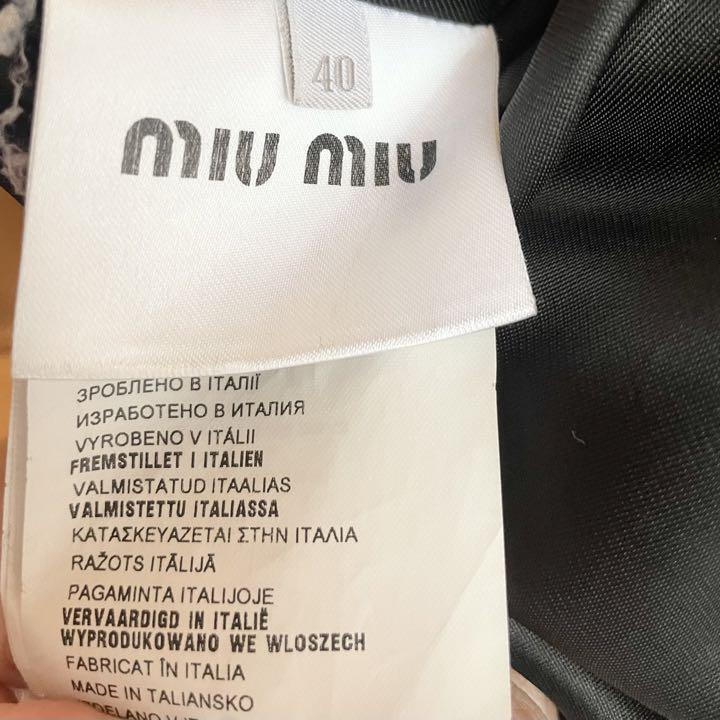 40
MIU MIU
ЗРОБЛЕНО В ІТАЛІЇ
ИЗРАБОТЕНО В ИТАЛИЯ
VYROBENO V ITÁLII
FREMSTILLET I ITALIEN
VALMISTATUD ITAALIAS
VALMISTETTU ITALIASSA
ΚΑΤΑΣΚΕΥΑΖΕΤΑΙ ΣΤΗΝ ΙΤΑΛΙΑ
RAŽOTS ITĀLIJĀ
PAGAMINTA ITALIJOJE
VERVAARDIGD IN ITALIË
WYPRODUKOWANO WE WLOSZECH
FABRICAT ÎN ITALIA
MADE IN TALIANSKO